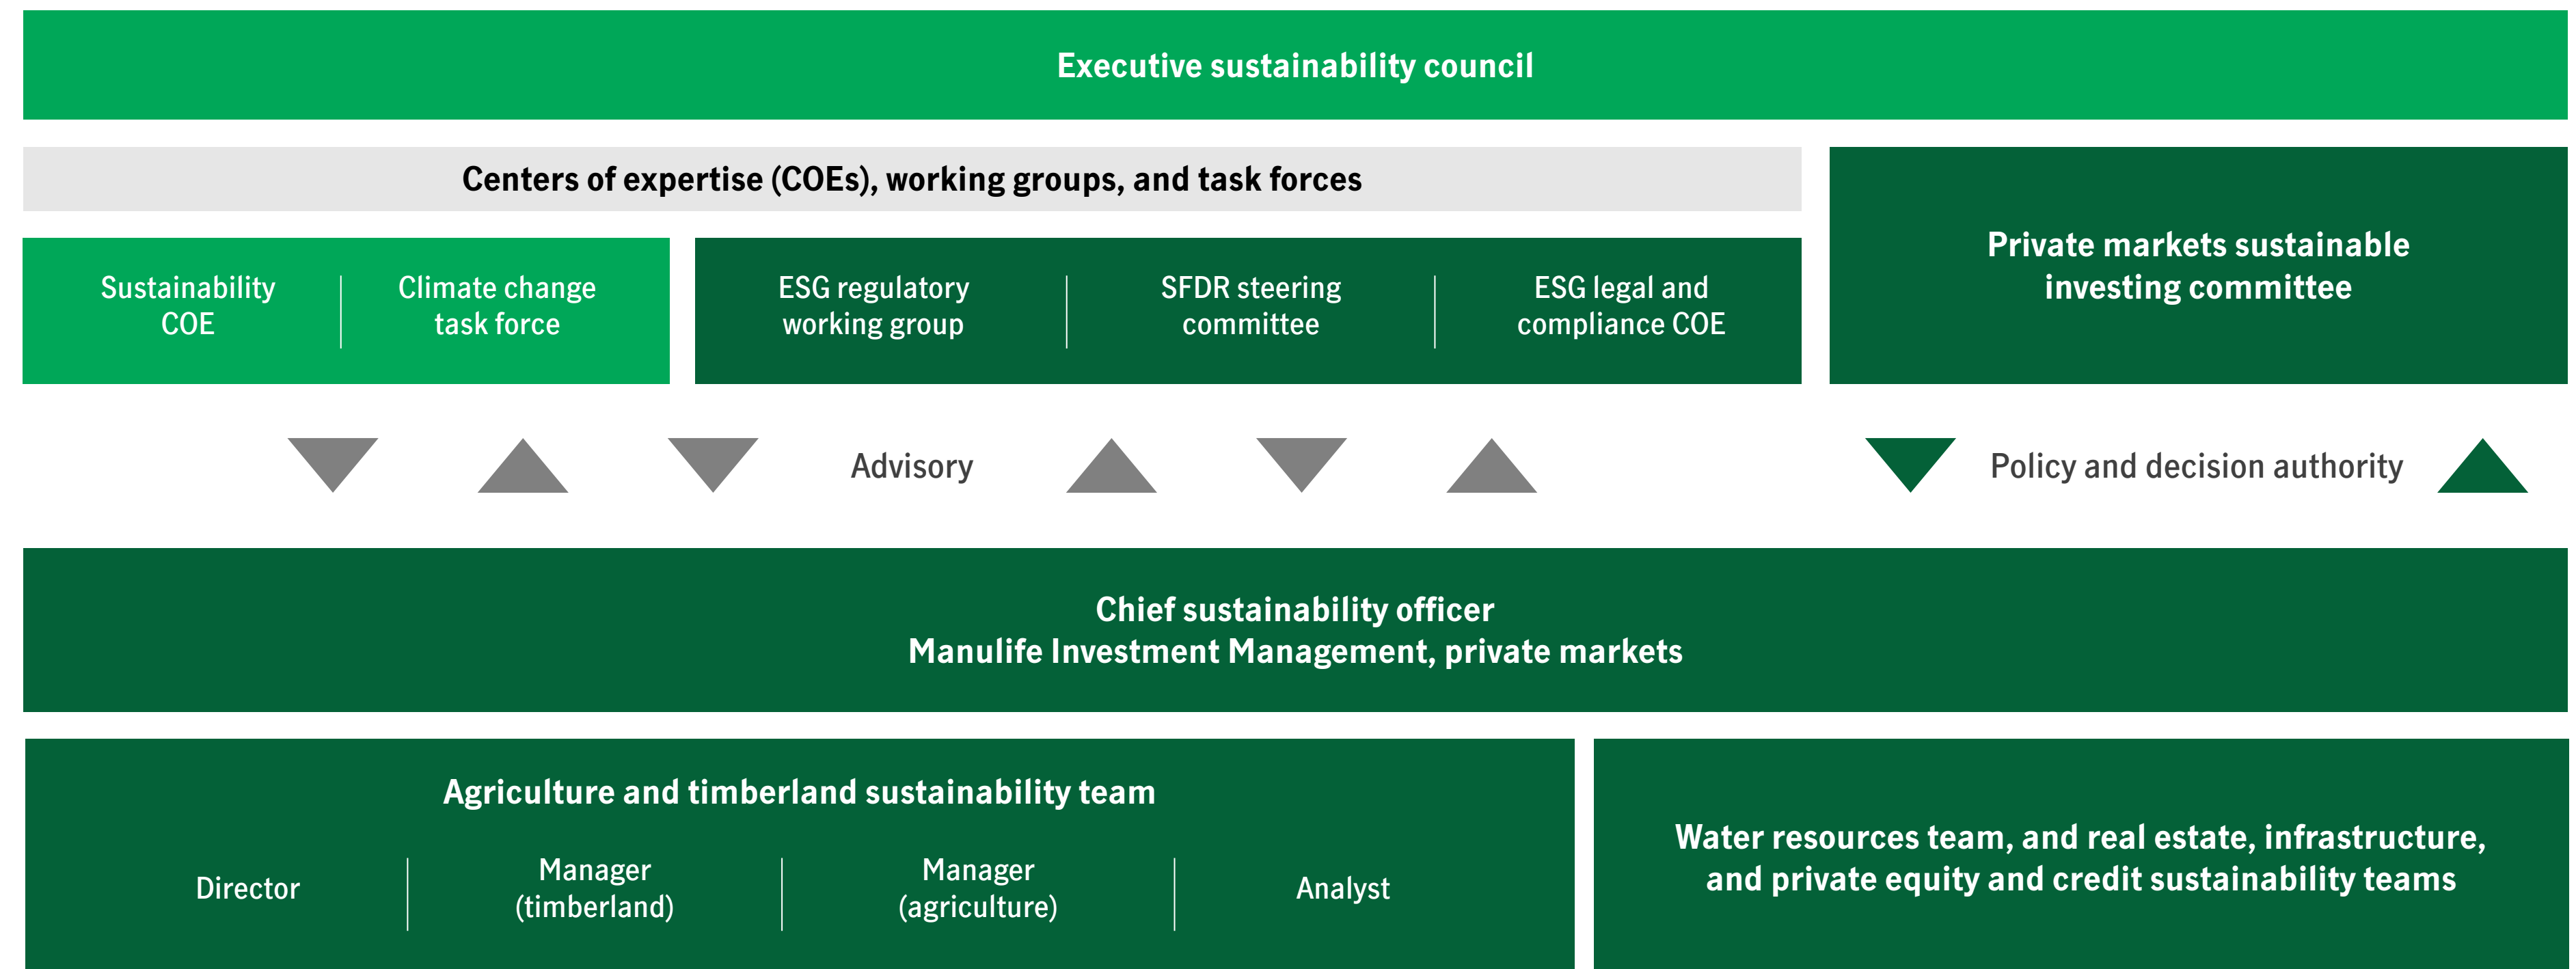 Executive sustainability council
Centers of expertise (COEs), working groups, and task forces
Sustainability
COE
Climate change
task force
ESG regulatory
working group
SFDR steering
committee
ESG legal and
compliance COE
Private markets sustainable
investing committee
Advisory
Policy and decision authority
Chief sustainability officer
Manulife Investment Management, private markets
Agriculture and timberland sustainability team
Director
Manager
(timberland)
Manager
(agriculture)
Analyst
Water resources team, and real estate, infrastructure,
and private equity and credit sustainability teams